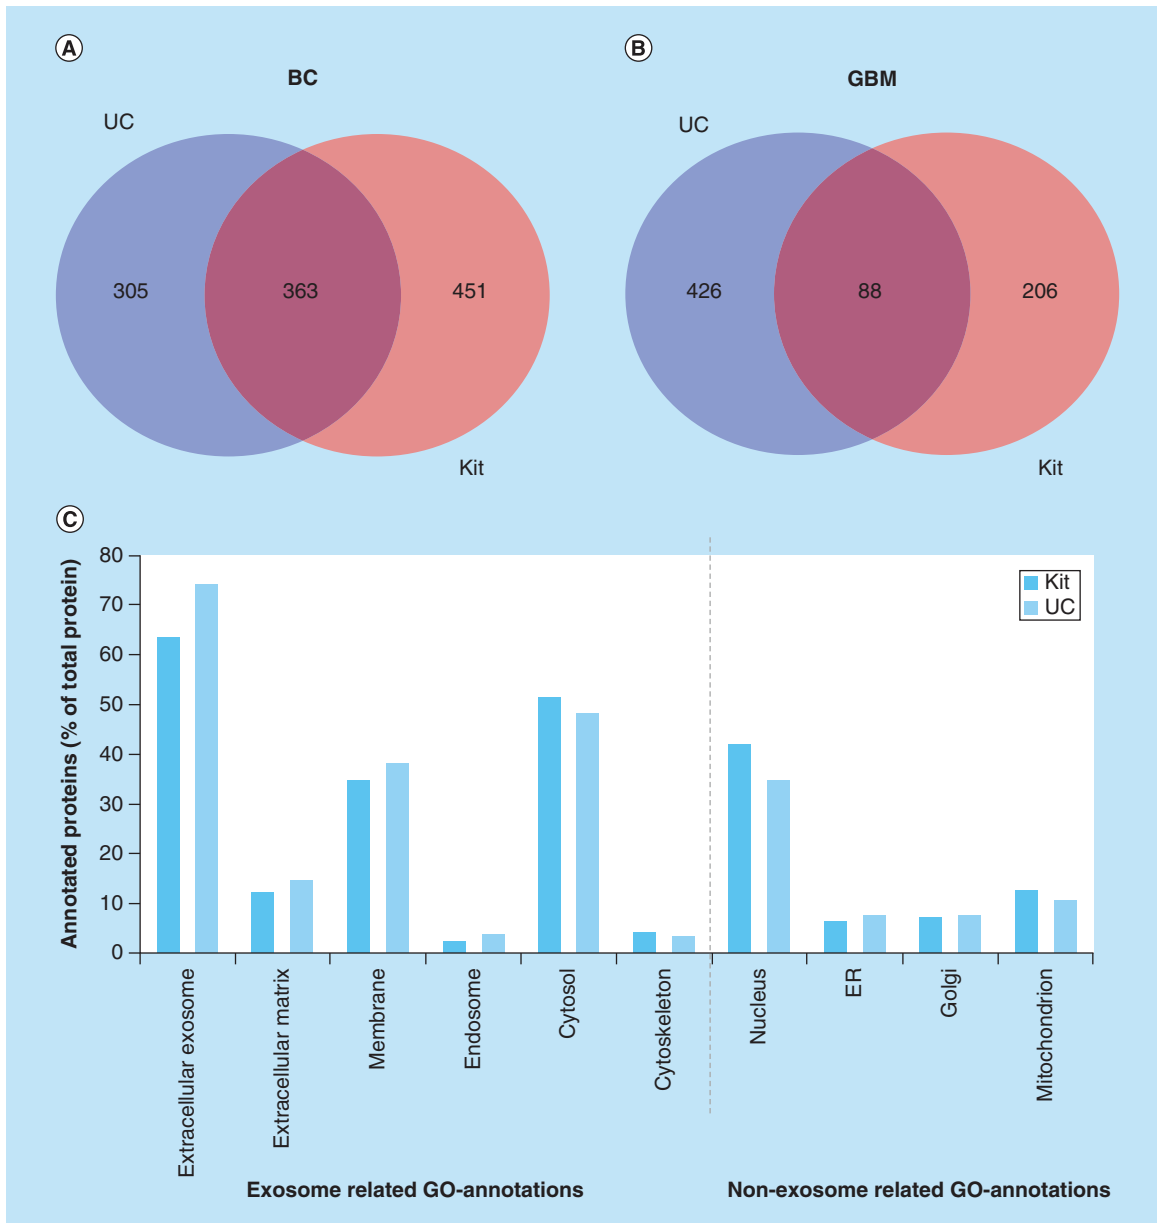 A
BC
UC
305
363
451
Kit
B
GBM
UC
426
88
206
Kit
C
Annotated proteins (% of total protein)
80
70
60
50
40
30
20
10
0
Kit
UC
Extracellular exosome
Extracellular matrix
Membrane
Endosome
Cytosol
Cytoskeleton
Nucleus
ER
Golgi
Mitochondrion
Exosome related GO-annotations
Non-exosome related GO-annotations